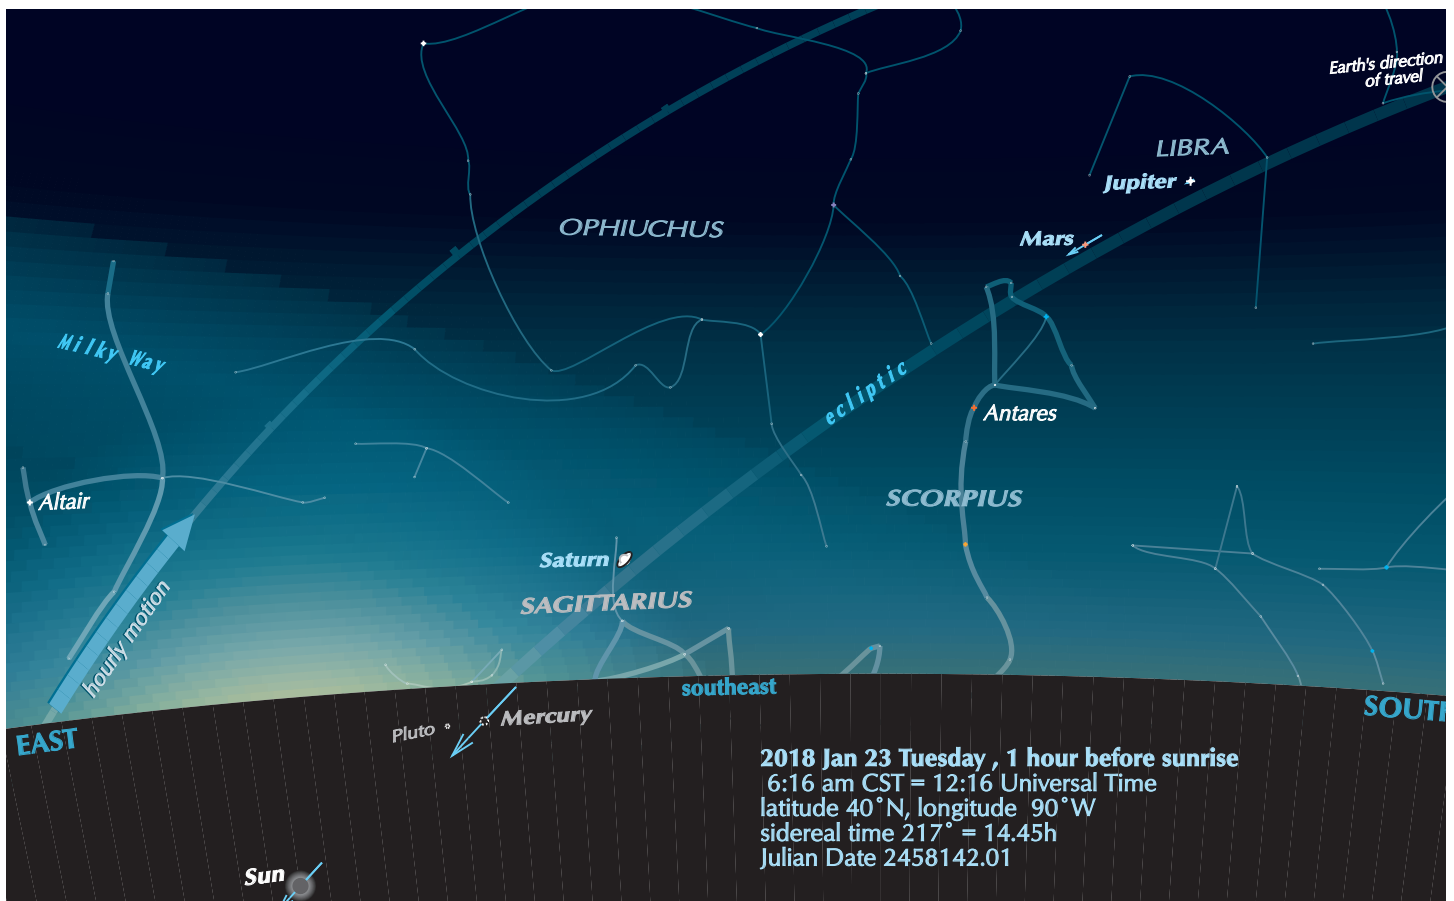 Earth's direction
of travel
LIBRA
Jupiter
OPHIUCHUS
Mars
Milky Way
ecliptic
Antares
Altair
SCORPIUS
Saturn
SAGITTARIUS
hourly motion
southeast
EAST
Pluto
Mercury
SOUTH
2018 Jan 23 Tuesday , 1 hour before sunrise
6:16 am CST = 12:16 Universal Time
latitude 40°N, longitude 90°W
sidereal time 217° = 14.45h
Julian Date 2458142.01
Sun